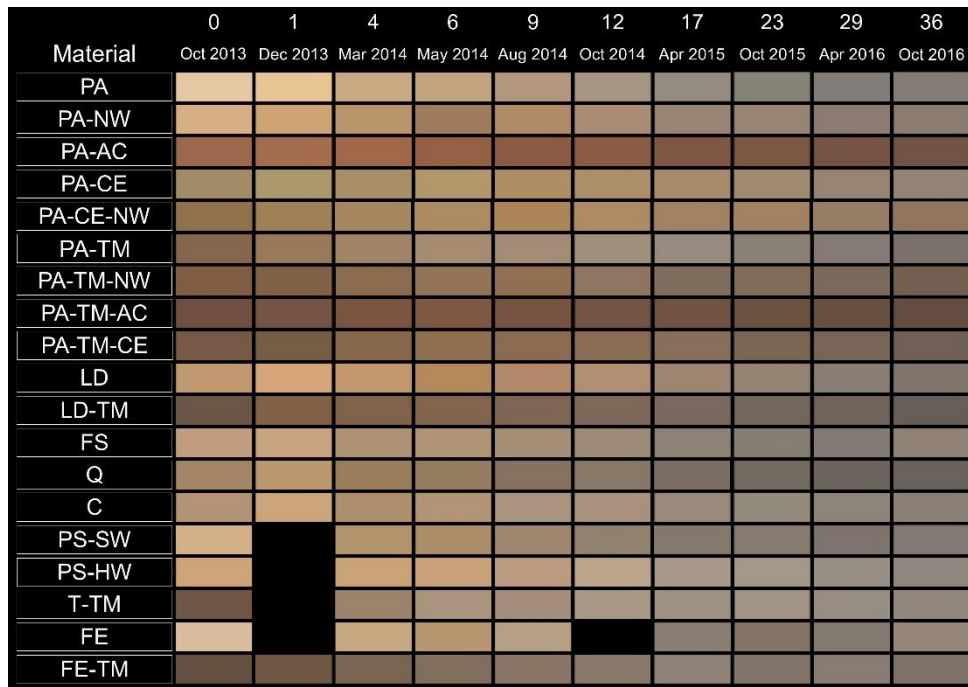 0 1 4 6 9 12 17 23 29 36
Material Oct 2013 Dec 2013 Mar 2014 May 2014 Aug 2014 Oct 2014 Apr 2015 Oct 2015 Apr 2016 Oct 2016
PA
PA-NW
PA-AC
PA-CE
PA-CE-NW
PA-TM
PA-TM-NW
PA-TM-AC
PA-TM-CE
LD
LD-TM
FS
Q
C
PS-SW
PS-HW
T-TM
FE
FE-TM